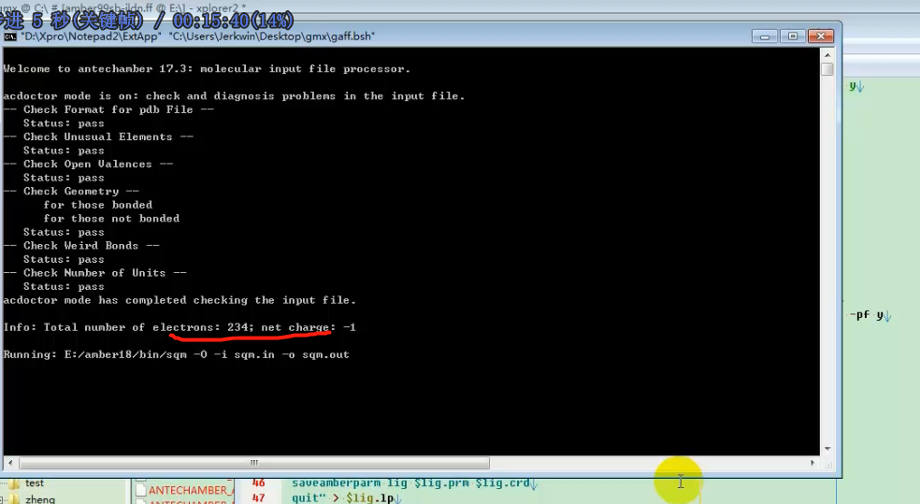 gmx @ C:\ * [amber99sb-ildn.ff @ E:\] - xplorer2 *
步进 5 秒(关键帧) / 00:15:40(14%)
"D:\Xpro\Notepad2\ExtApp" "C:\Users\Jerkwin\Desktop\gmx\gaff.bsh"
Welcome to antechamber 17.3: molecular input file processor.
acdoctor mode is on: check and diagnosis problems in the input file.
-- Check Format for pdb File --
Status: pass
-- Check Unusual Elements --
Status: pass
-- Check Open Valences --
Status: pass
-- Check Geometry --
for those bonded
for those not bonded
Status: pass
-- Check Weird Bonds --
Status: pass
-- Check Number of Units --
Status: pass
acdoctor mode has completed checking the input file.
Info: Total number of electrons: 234; net charge: -1
Running: E:/amber18/bin/sqm -O -i sqm.in -o sqm.out
y↓
-pf y↓
test
zheng
ANTECHAMBER_A
ANTECHAMBER_
46 saveamberparm lig $lig.prm $lig.crd↓
47 quit" > $lig.lp↓